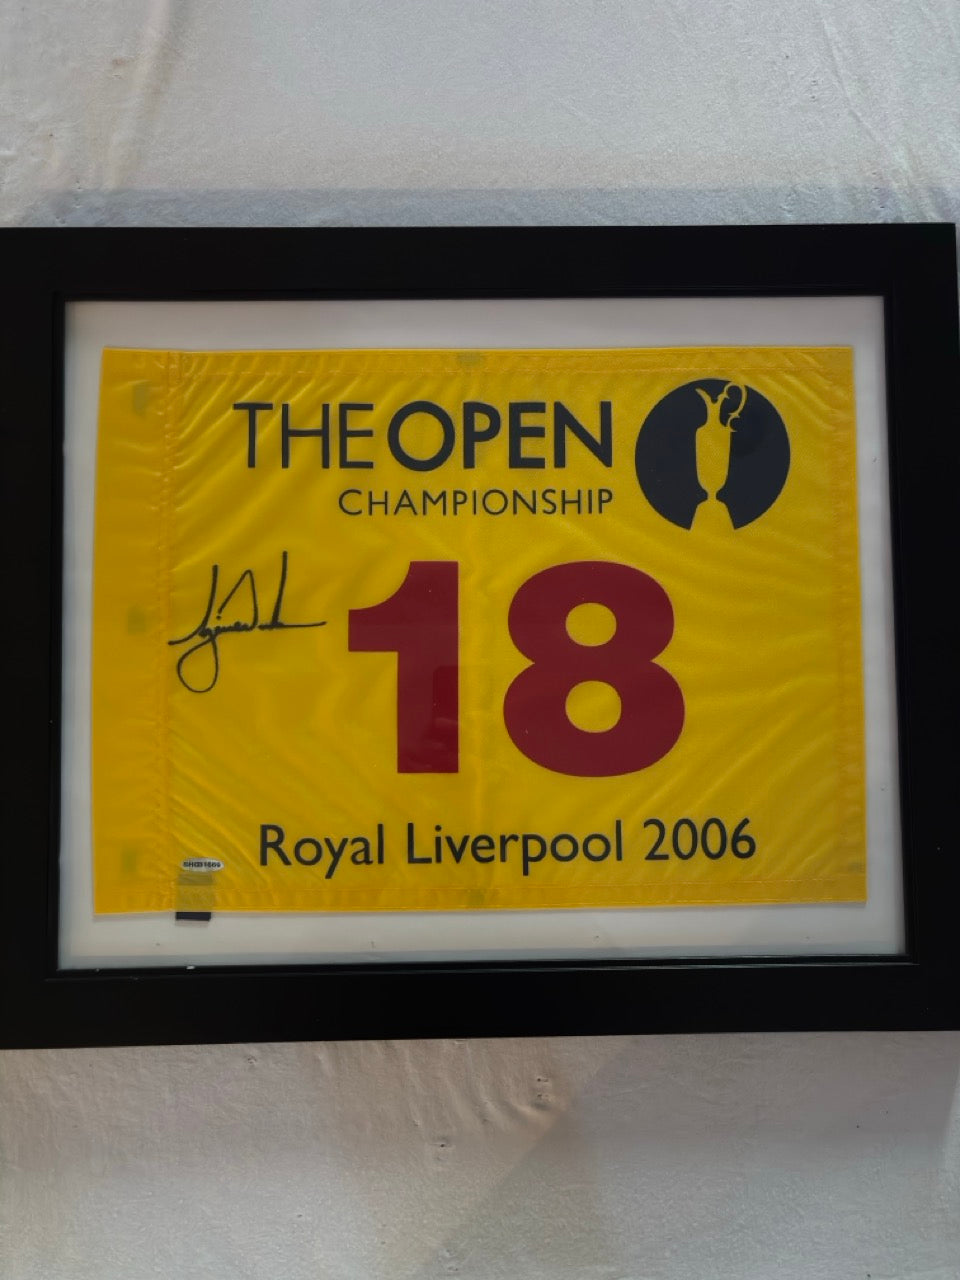 THE OPEN
CHAMPIONSHIP
18
Royal Liverpool 2006